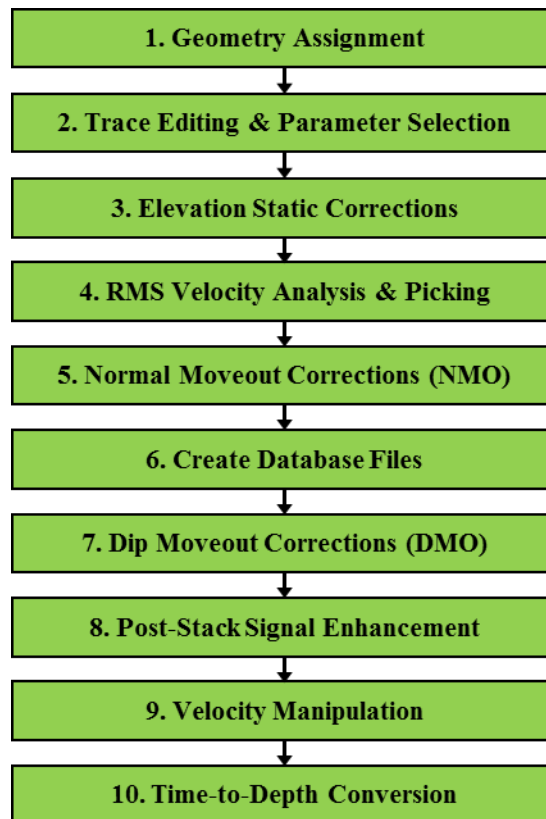 1. Geometry Assignment
2. Trace Editing & Parameter Selection
3. Elevation Static Corrections
4. RMS Velocity Analysis & Picking
5. Normal Moveout Corrections (NMO)
6. Create Database Files
7. Dip Moveout Corrections (DMO)
8. Post-Stack Signal Enhancement
9. Velocity Manipulation
10. Time-to-Depth Conversion